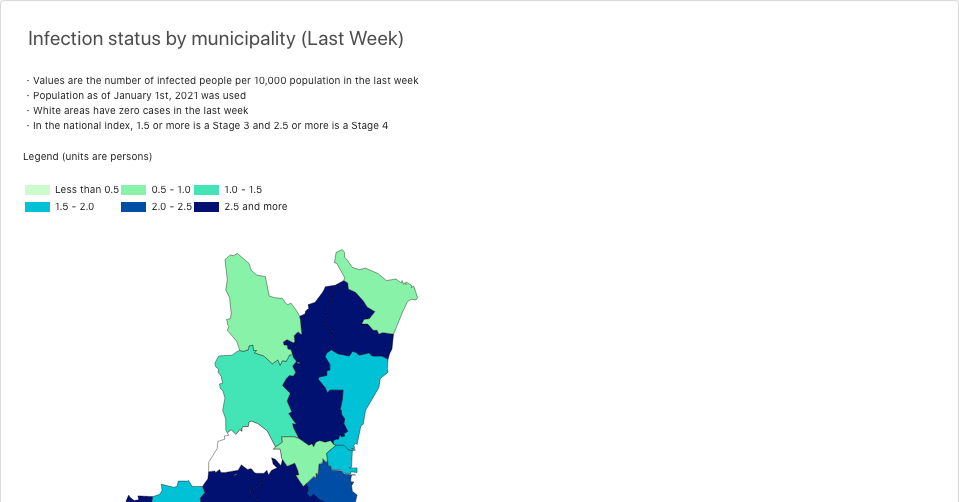 Infection status by municipality (Last Week)
· Values are the number of infected people per 10,000 population in the last week
· Population as of January 1st, 2021 was used
· White areas have zero cases in the last week
· In the national index, 1.5 or more is a Stage 3 and 2.5 or more is a Stage 4
Legend (units are persons)
Less than 0.5 0.5 - 1.0 1.0 - 1.5
1.5 - 2.0 2.0 - 2.5 2.5 and more